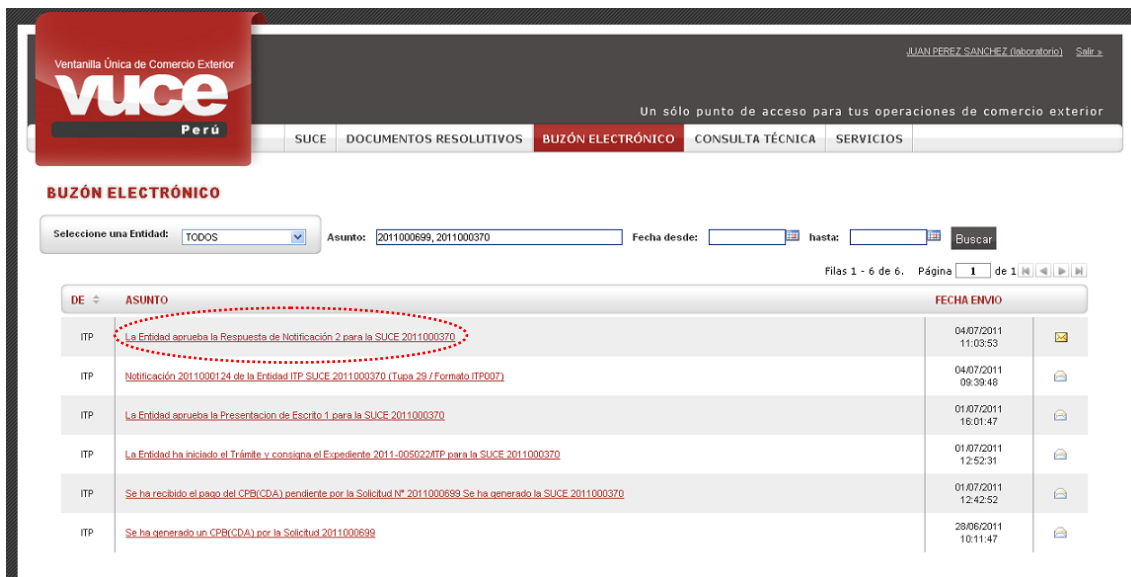 JUAN PEREZ SANCHEZ (laboratorio) Salir »
Ventanilla Única de Comercio Exterior
vuce
Perú
Un sólo punto de acceso para tus operaciones de comercio exterior
SUCE DOCUMENTOS RESOLUTIVOS BUZÓN ELECTRÓNICO CONSULTA TÉCNICA SERVICIOS
BUZÓN ELECTRÓNICO
Seleccione una Entidad: TODOS Asunto: 2011000699, 2011000370 Fecha desde: hasta: Buscar
Filas 1 - 6 de 6. Página 1 de 1
DE ASUNTO FECHA ENVIO
ITP La Entidad aprueba la Respuesta de Notificación 2 para la SUCE 2011000370 04/07/2011
11:03:53
ITP Notificación 2011000124 de la Entidad ITP SUCE 2011000370 (Tupa 29 / Formato ITP007) 04/07/2011
09:39:48
ITP La Entidad aprueba la Presentacion de Escrito 1 para la SUCE 2011000370 01/07/2011
16:01:47
ITP La Entidad ha iniciado el Trámite y consigna el Expediente 2011-005022/ITP para la SUCE 2011000370 01/07/2011
12:52:31
ITP Se ha recibido el pago del CPB(CDA) pendiente por la Solicitud N° 2011000699 Se ha generado la SUCE 2011000370 01/07/2011
12:42:52
ITP Se ha generado un CPB(CDA) por la Solicitud 2011000699 28/06/2011
10:11:47